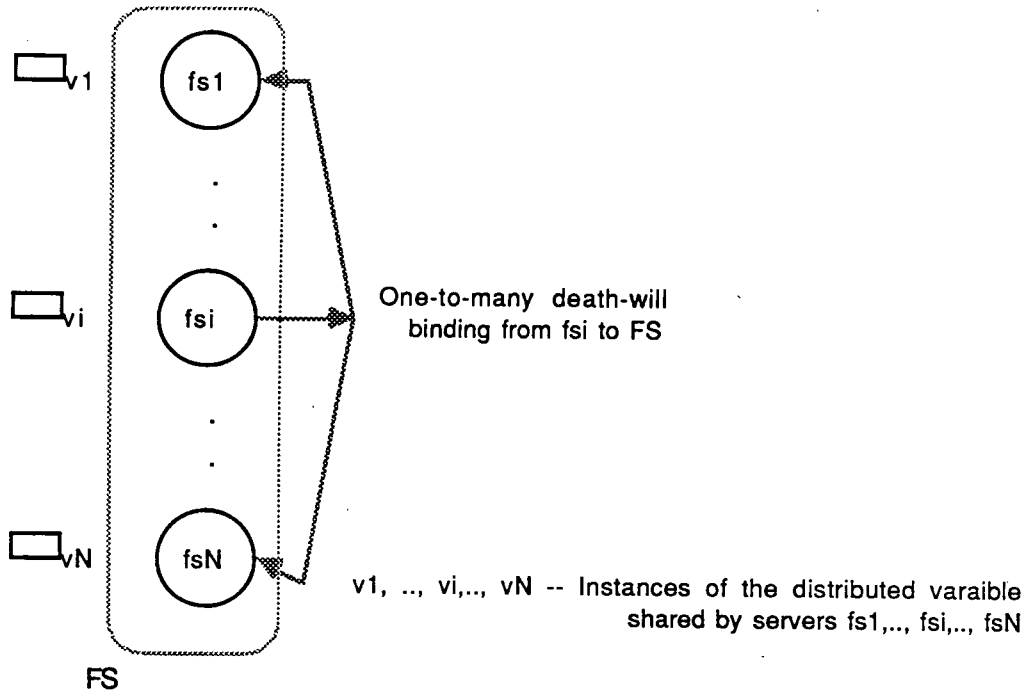 v1
fs1
vi
fsi
One-to-many death-will
binding from fsi to FS
vN
fsN
v1, .., vi,.., vN -- Instances of the distributed varaible
shared by servers fs1,.., fsi,.., fsN
FS